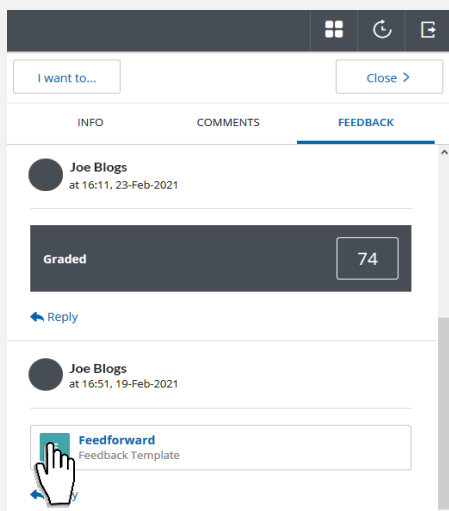 I want to...
Close >
INFO
COMMENTS
FEEDBACK
Joe Blogs
at 16:11, 23-Feb-2021
Graded
74
Reply
Joe Blogs
at 16:51, 19-Feb-2021
Feedforward
Feedback Template